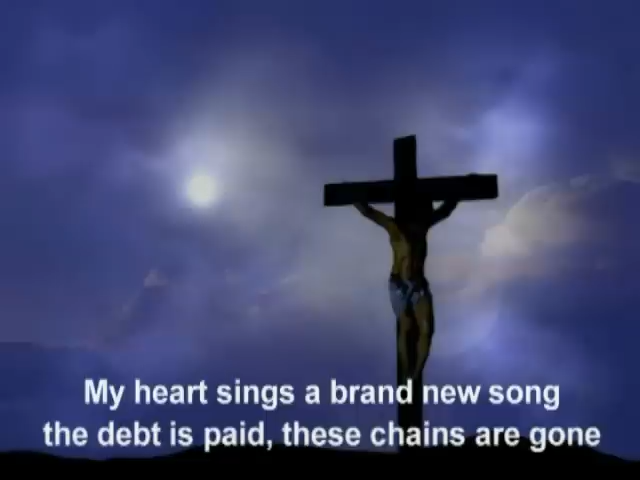 My heart sings a brand new song
the debt is paid, these chains are gone